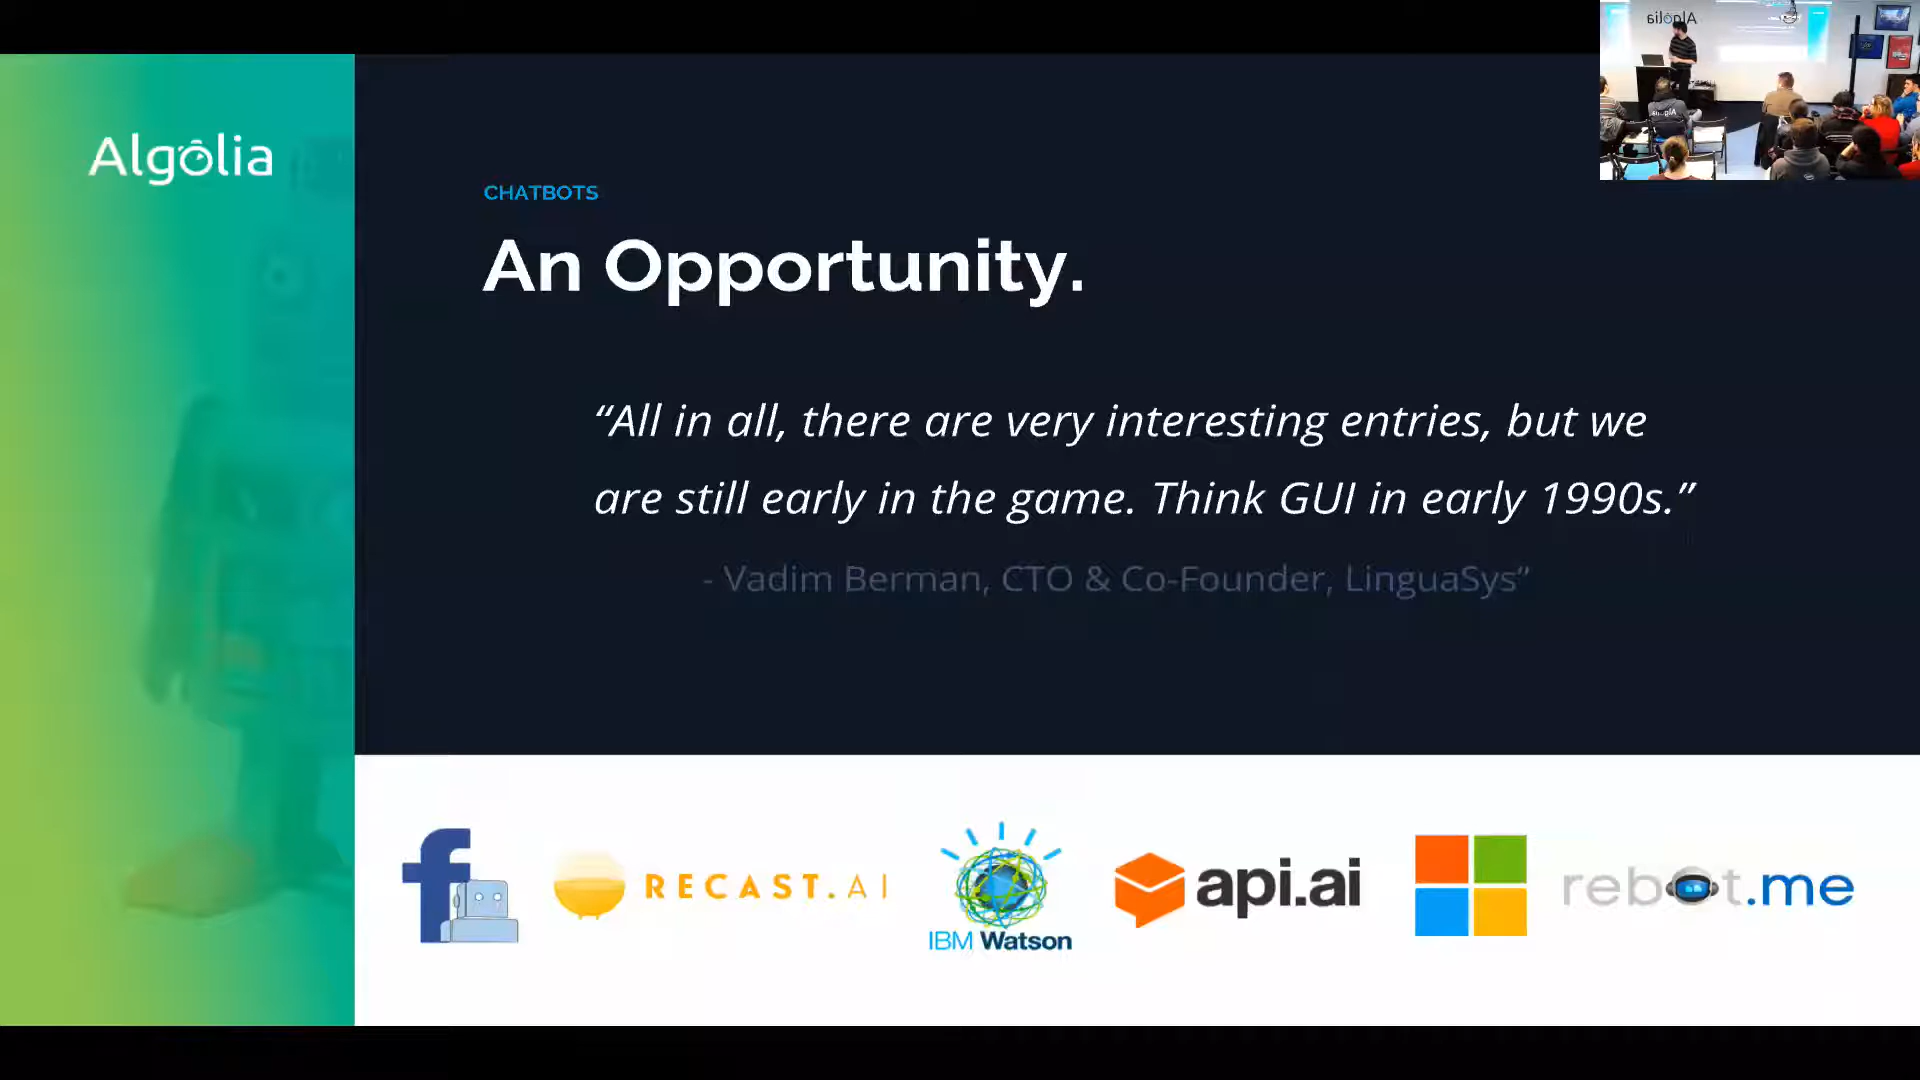 Algolia
CHATBOTS
An Opportunity.
“All in all, there are very interesting entries, but we
are still early in the game. Think GUI in early 1990s.”
- Vadim Berman, CTO & Co-Founder, LinguaSys”
RECAST.AI
IBM Watson
api.ai
rebot.me
Algolia